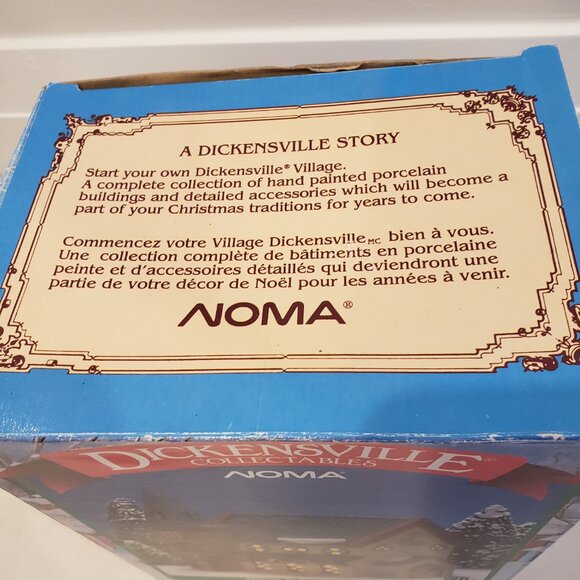 A DICKENSVILLE STORY
Start your own Dickensville® Village.
A complete collection of hand painted porcelain
buildings and detailed accessories which will become a
part of your Christmas traditions for years to come.
Commencez votre Village Dickensville MC bien à vous.
Une collection complète de bâtiments en porcelaine
peinte et d'accessoires détaillés qui deviendront une
partie de votre décor de Noël pour les années à venir.
NOMA®
DICKENSVILLE®
COLLECTABLES
NOMA